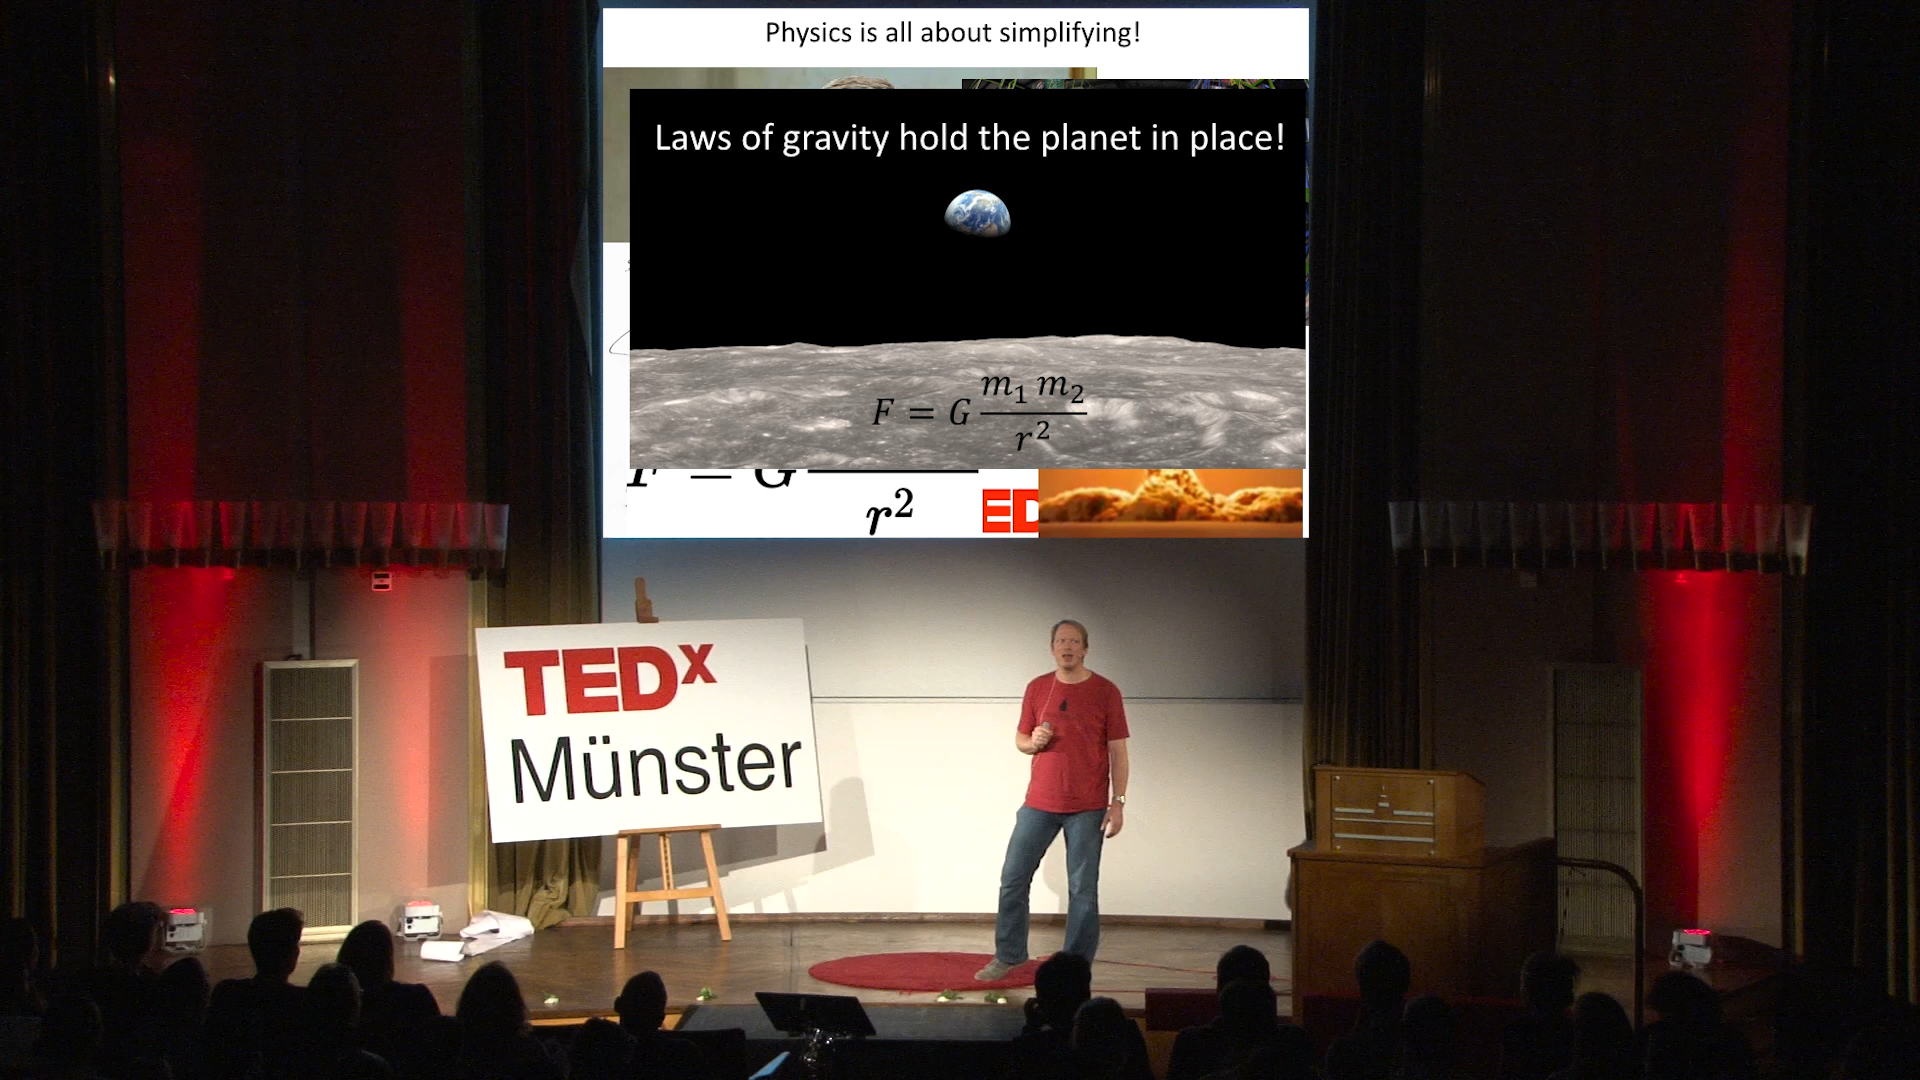 Physics is all about simplifying!
Laws of gravity hold the planet in place!
F = G m₁ m₂ / r²
F = G
r²
ED
TEDx
Münster